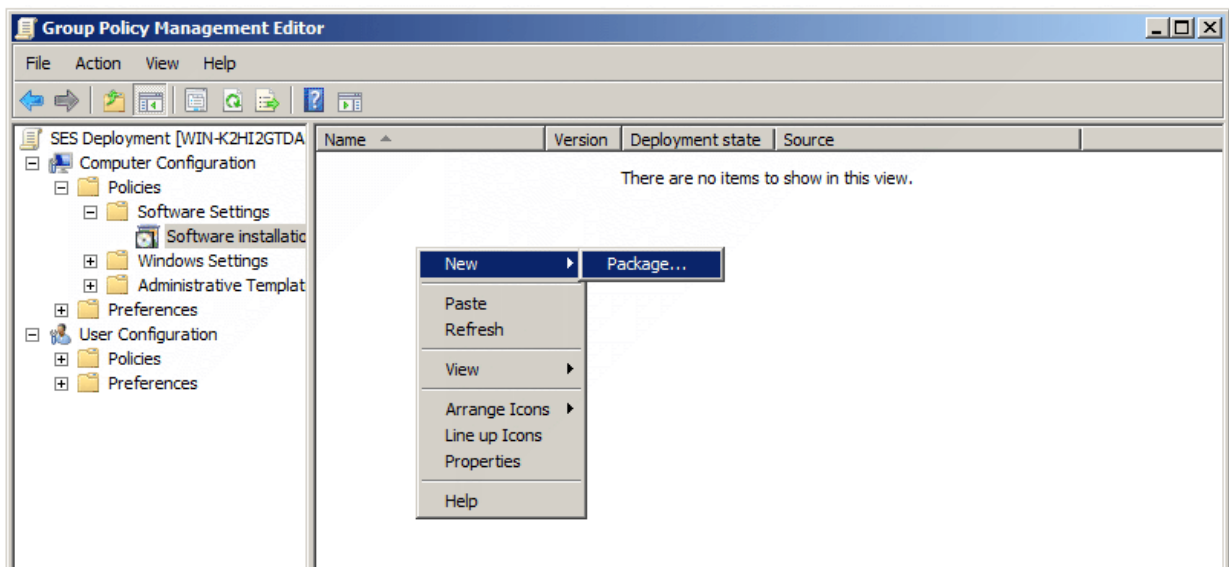 Group Policy Management Editor
File Action View Help
SES Deployment [WIN-K2HI2GTDA
Computer Configuration
Policies
Software Settings
Software installatio
Windows Settings
Administrative Templat
Preferences
User Configuration
Policies
Preferences
Name Version Deployment state Source
There are no items to show in this view.
New
Package...
Paste
Refresh
View
Arrange Icons
Line up Icons
Properties
Help